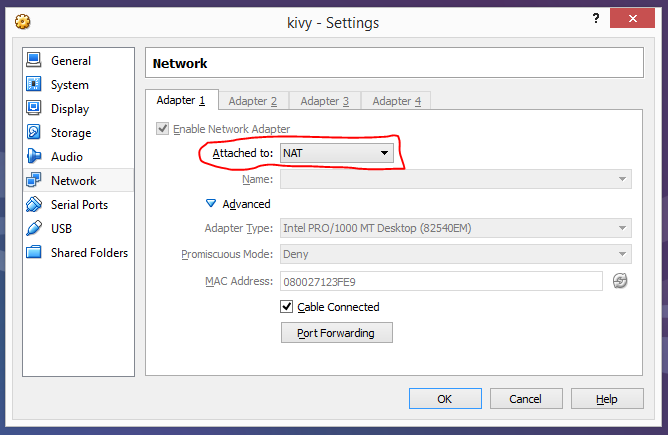 kivy - Settings
?
General
System
Display
Storage
Audio
Network
Serial Ports
USB
Shared Folders
Network
Adapter 1 Adapter 2 Adapter 3 Adapter 4
Enable Network Adapter
Attached to: NAT
Name:
Advanced
Adapter Type: Intel PRO/1000 MT Desktop (82540EM)
Promiscuous Mode: Deny
MAC Address: 080027123FE9
Cable Connected
Port Forwarding
OK Cancel Help